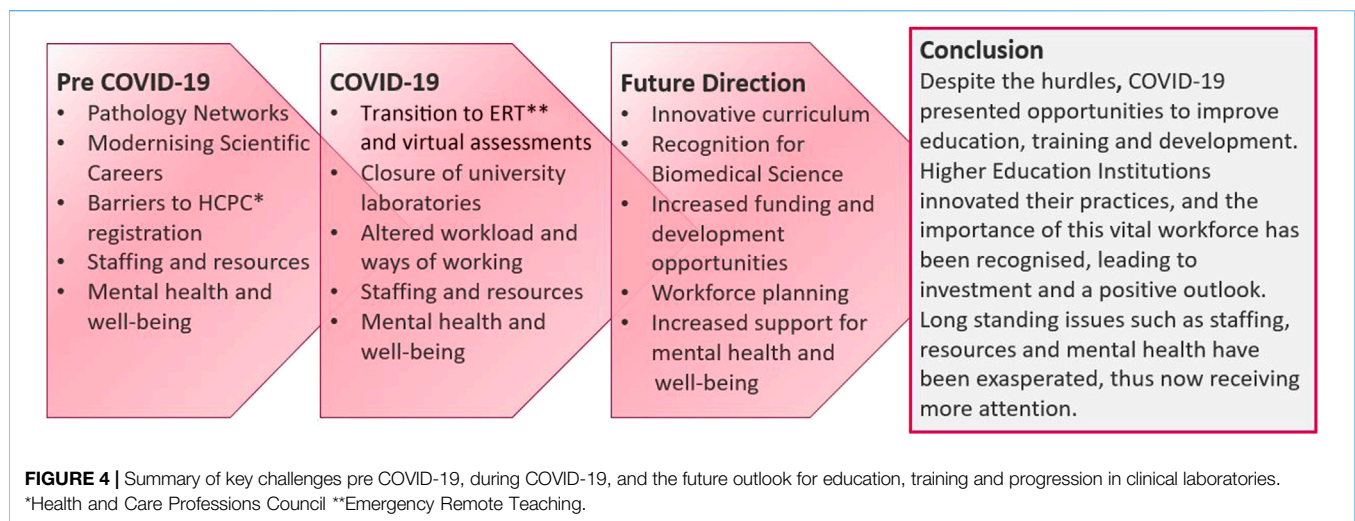 Pre COVID-19
• Pathology Networks
• Modernising Scientific
Careers
• Barriers to HCPC*
registration
• Staffing and resources
• Mental health and
well-being
COVID-19
• Transition to ERT**
and virtual assessments
• Closure of university
laboratories
• Altered workload and
ways of working
• Staffing and resources
• Mental health and
well-being
Future Direction
• Innovative curriculum
• Recognition for
Biomedical Science
• Increased funding and
development
opportunities
• Workforce planning
• Increased support for
mental health and
well-being
Conclusion
Despite the hurdles, COVID-19
presented opportunities to improve
education, training and development.
Higher Education Institutions
innovated their practices, and the
importance of this vital workforce has
been recognised, leading to
investment and a positive outlook.
Long standing issues such as staffing,
resources and mental health have
been exasperated, thus now receiving
more attention.
FIGURE 4 | Summary of key challenges pre COVID-19, during COVID-19, and the future outlook for education, training and progression in clinical laboratories.
*Health and Care Professions Council **Emergency Remote Teaching.